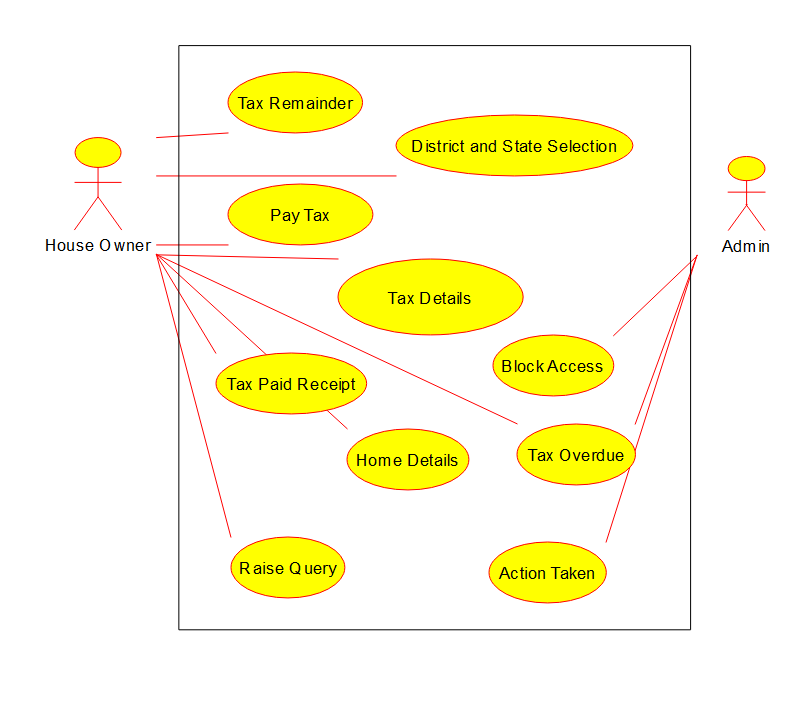 Tax Remainder
District and State Selection
Pay Tax
House Owner
Admin
Tax Details
Block Access
Tax Paid Receipt
Tax Overdue
Home Details
Raise Query
Action Taken